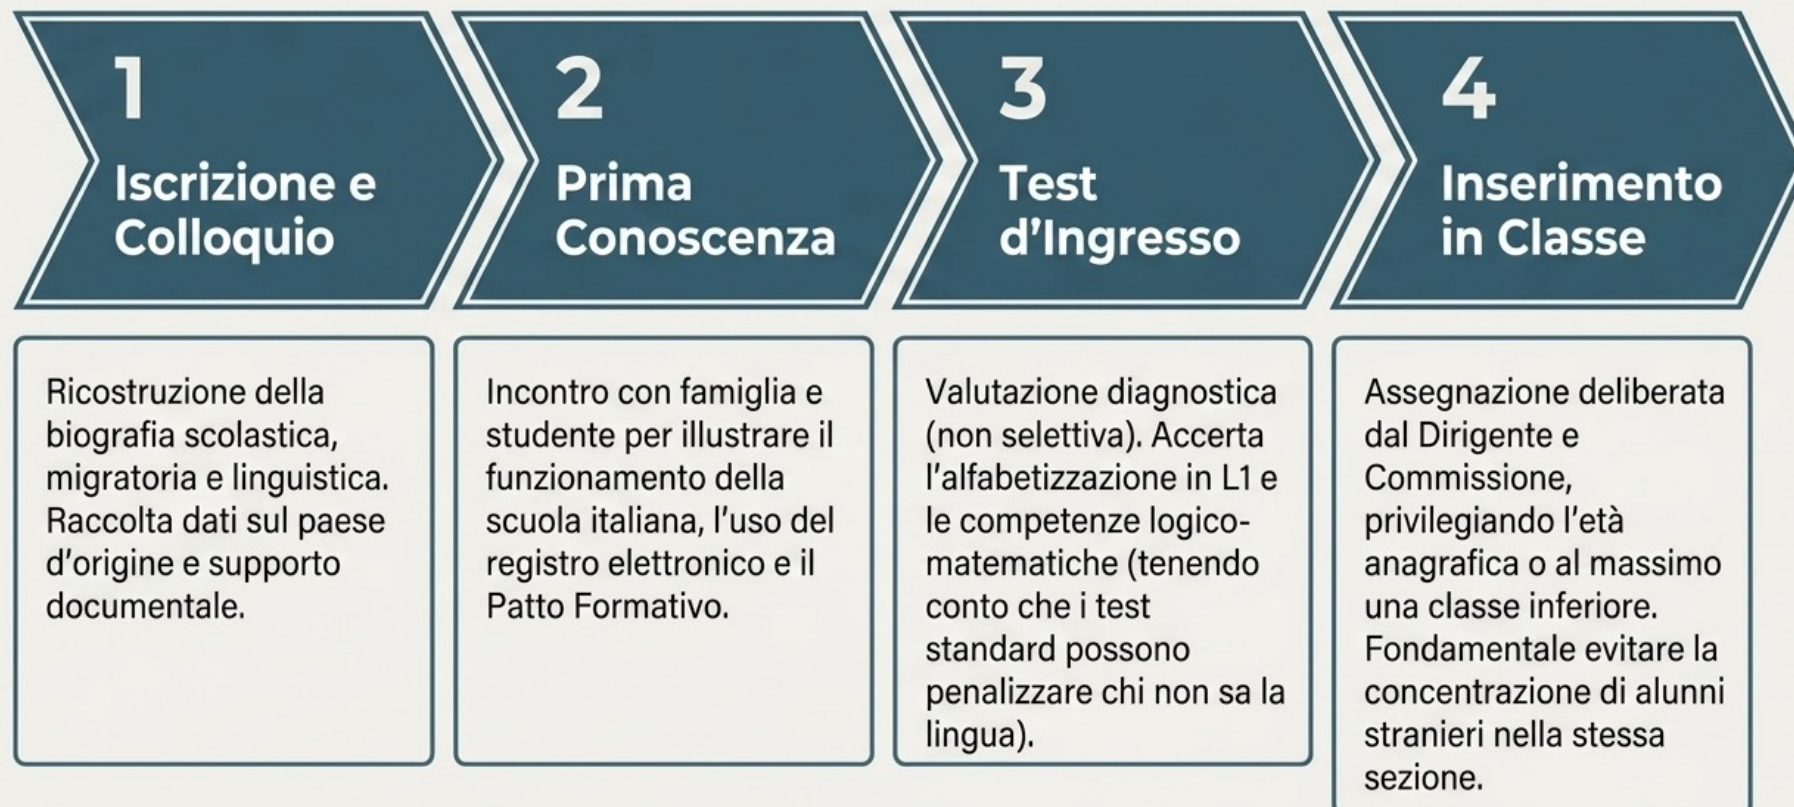 1
Iscrizione e
Colloquio
Ricostruzione della
biografia scolastica,
migratoria e linguistica.
Raccolta dati sul paese
d'origine e supporto
documentale.
2
Prima
Conoscenza
Incontro con famiglia e
studente per illustrare il
funzionamento della
scuola italiana, l'uso del
registro elettronico e il
Patto Formativo.
3
Test
d'Ingresso
Valutazione diagnostica
(non selettiva). Accerta
l'alfabetizzazione in L1 e
le competenze logico-
matematiche (tenendo
conto che i test
standard possono
penalizzare chi non sa la
lingua).
4
Inserimento
in Classe
Assegnazione deliberata
dal Dirigente e
Commissione,
privilegiando l'età
anagrafica o al massimo
una classe inferiore.
Fondamentale evitare la
concentrazione di alunni
stranieri nella stessa
sezione.